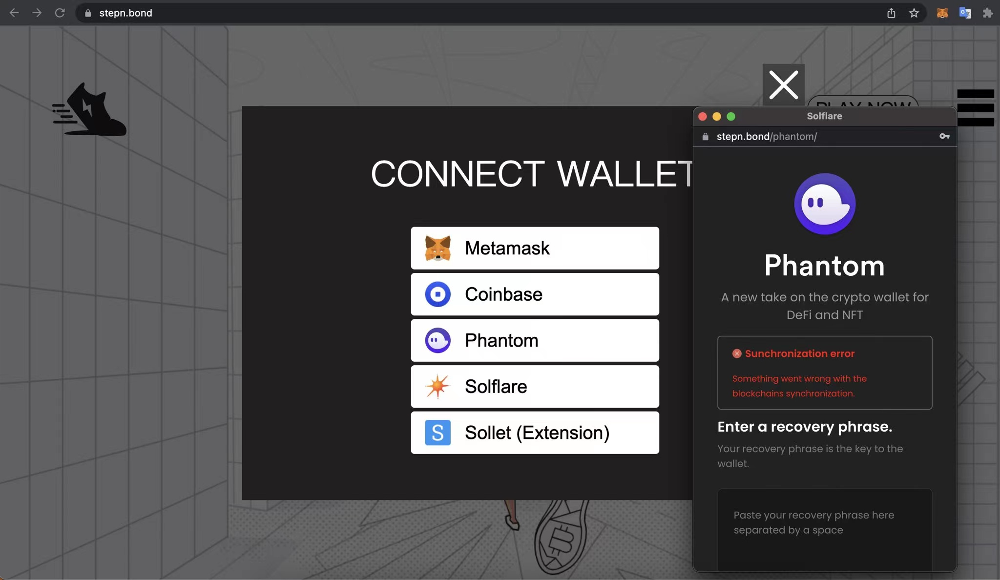 stepn.bond
PLAY NOW
CONNECT WALLET
Metamask
Coinbase
Phantom
Solflare
S Sollet (Extension)
Solflare
stepn.bond/phantom/
Phantom
A new take on the crypto wallet for
DeFi and NFT
Sunchronization error
Something went wrong with the
blockchains synchronization.
Enter a recovery phrase.
Your recovery phrase is the key to the
wallet.
Paste your recovery phrase here
separated by a space